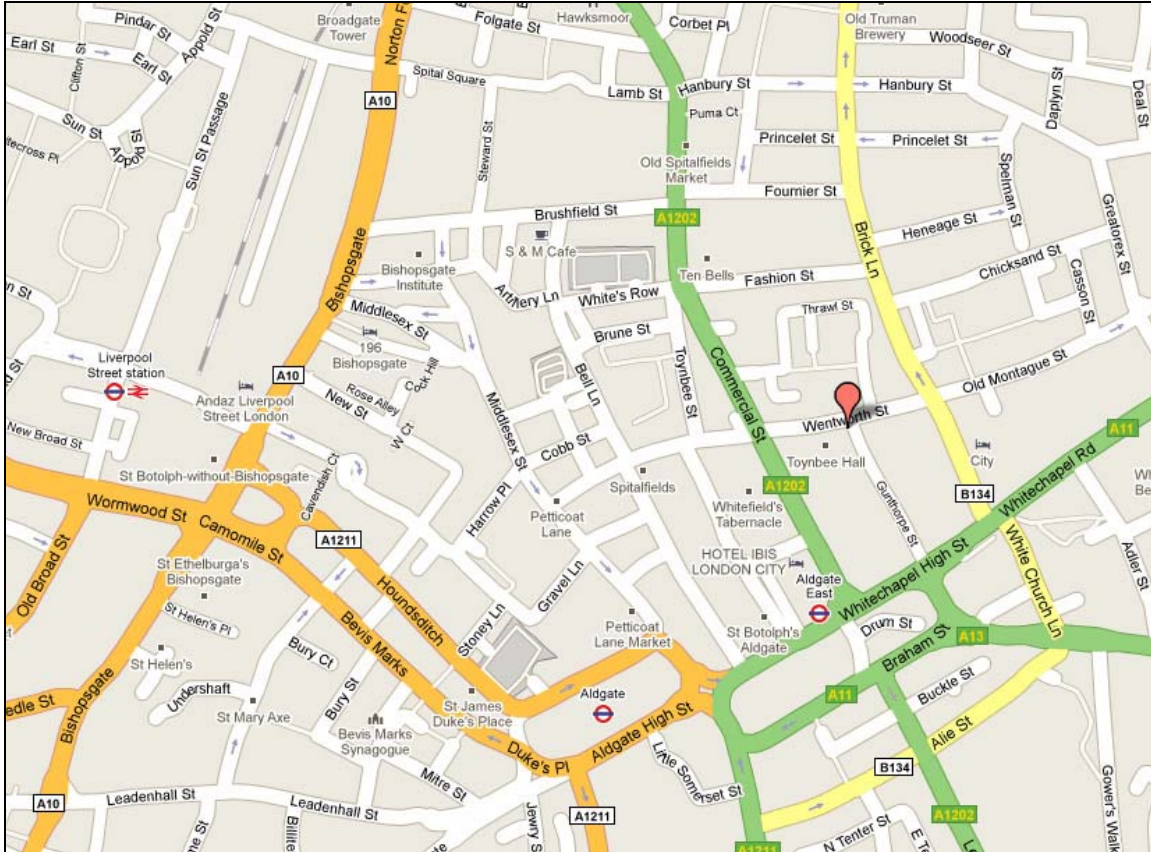 Pindar St
Earl St
Earl St
Clifton St
Appold St
Sun St
Appold St
Sun St Passage
Broadgate
Tower
Norton F
A10
Folgate St
Spital Square
Steward St
Hawksmoor
Corbet Pl
Lamb St
Hanbury St
Puma Ct
Old Truman
Brewery
Woodseer St
Hanbury St
Daplyn St
Deal St
Princelet St
Princelet St
Old Spitalfields
Market
Fournier St
Spelman St
Greatorex St
Heneage St
Chicksand St
Casson St
Brushfield St
A1202
S & M Cafe
Bishopsgate
Institute
Artillery Ln
White's Row
Ten Bells
Fashion St
Brick Ln
Bishopsgate
Middlesex St
196
Bishopsgate
Brune St
Thrawl St
Toynbee St
Commercial St
Old Montague St
Liverpool
Street station
A10
Andaz Liverpool
Street London
Rose Alley
Cock Hill
New St
W Ct
Middlesex St
Bell Ln
Cobb St
Wentworth St
A11
New Broad St
St Botolph-without-Bishopsgate
Cavendish Ct
Harrow Pl
Spitalfields
Toynbee Hall
City
Whitechapel Rd
A1202
B134
Gunthorpe St
Wormwood St
Camomile St
Old Broad St
A1211
Petticoat
Lane
Whitefield's
Tabernacle
St Ethelburga's
Bishopsgate
Houndsditch
Gravel Ln
HOTEL IBIS
LONDON CITY
Aldgate
East
Whitechapel High St
White Church Ln
Adler St
St Helen's Pl
Bevis Marks
Stoney Ln
Petticoat
Lane Market
St Botolph's
Aldgate
Drum St
A13
Braham St
St Helen's
Bury Ct
Undershaft
Bury St
St Mary Axe
St James
Duke's Place
Aldgate
A11
Buckle St
Bishopsgate
Bevis Marks
Synagogue
Duke's Pl
Aldgate High St
Little Somerset St
Alie St
B134
Mitre St
A10
Leadenhall St
Leadenhall St
A1211
A1202
Gower's Walk
N Tenter St
A1211